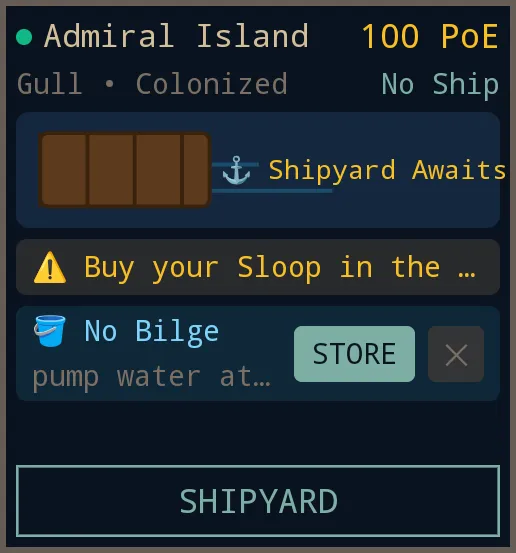 Admiral Island 100 PoE
Gull • Colonized No Ship
⚓ Shipyard Awaits
⚠️ Buy your Sloop in the …
🪣 No Bilge
pump water at…
STORE ×
SHIPYARD